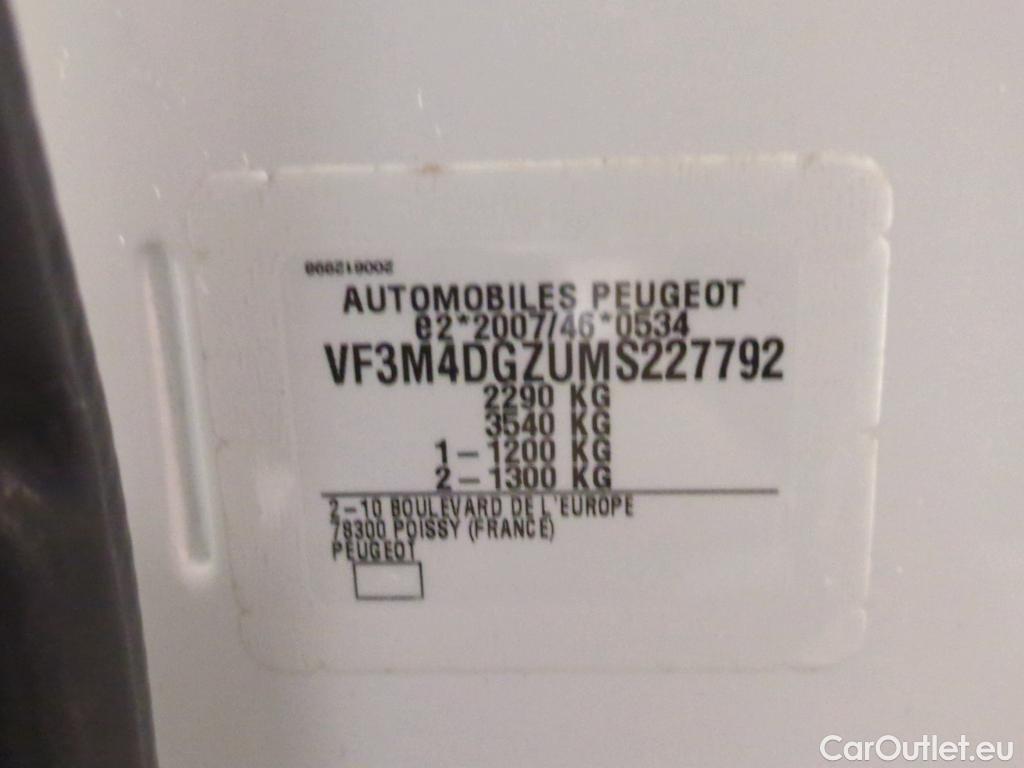 AUTOMOBILES PEUGEOT
e2*2007/46*0534
VF3M4DGZUMS227792
2290 KG
3540 KG
1-1200 KG
2-1300 KG
2-10 BOULEVARD DE L'EUROPE
78300 POISSY (FRANCE)
PEUGEOT
CarOutlet.eu